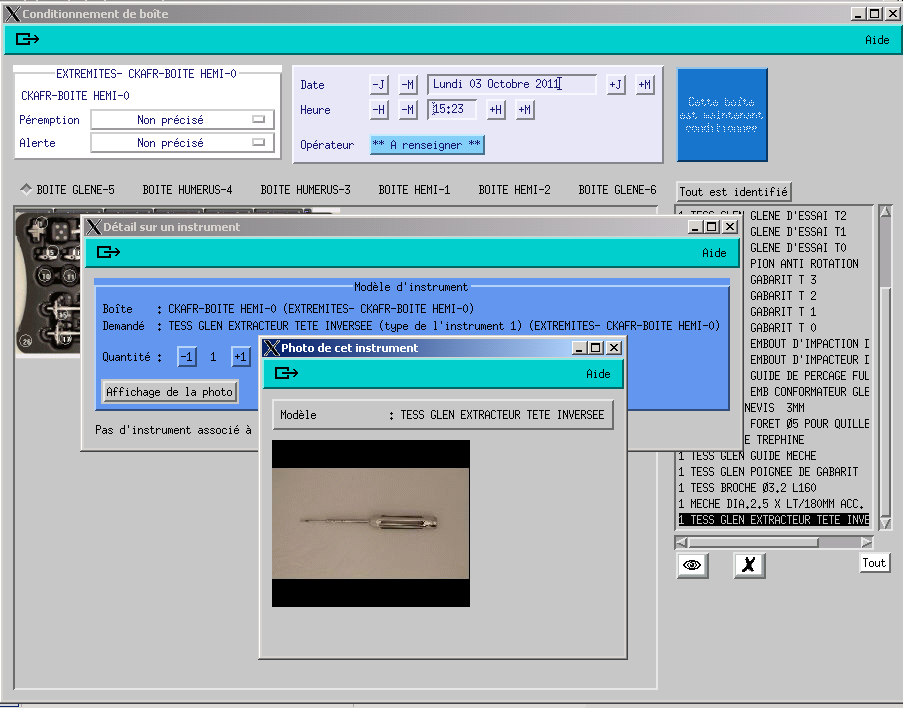 Conditionnement de boîte
Aide
EXTREMITES- CKAFR-BOITE HEMI-0
CKAFR-BOITE HEMI-0
Péremption Non précisé
Alerte Non précisé
Date -J -M Lundi 03 Octobre 2011 +J +M
Heure -H -M 15:23 +H +M
Opérateur ** A renseigner **
Cette boîte
est maintenant
conditionnée
BOITE GLENE-5 BOITE HUMERUS-4 BOITE HUMERUS-3 BOITE HEMI-1 BOITE HEMI-2 BOITE GLENE-6
Tout est identifié
1 TESS GLEN GLENE D'ESSAI T2
GLENE D'ESSAI T1
GLENE D'ESSAI T0
PION ANTI ROTATION
GABARIT T 3
GABARIT T 2
GABARIT T 1
GABARIT T 0
EMBOUT D'IMPACTION I
EMBOUT D'IMPACTEUR I
GUIDE DE PERCAGE FUL
EMB CONFORMATEUR GLE
NEVIS 3MM
FORET Ø5 POUR QUILLE
E TREPHINE
1 TESS GLEN GUIDE MECHE
1 TESS GLEN POIGNEE DE GABARIT
1 TESS BROCHE Ø3.2 L160
1 MECHE DIA.2.5 X LT/180MM ACC.
1 TESS GLEN EXTRACTEUR TETE INVE
Tout
Détail sur un instrument
Aide
Modèle d'instrument
Boîte : CKAFR-BOITE HEMI-0 (EXTREMITES- CKAFR-BOITE HEMI-0)
Demandé : TESS GLEN EXTRACTEUR TETE INVERSEE (type de l'instrument 1) (EXTREMITES- CKAFR-BOITE HEMI-0)
Quantité : -1 1 +1
Affichage de la photo
Pas d'instrument associé à
Photo de cet instrument
Aide
Modèle : TESS GLEN EXTRACTEUR TETE INVERSEE